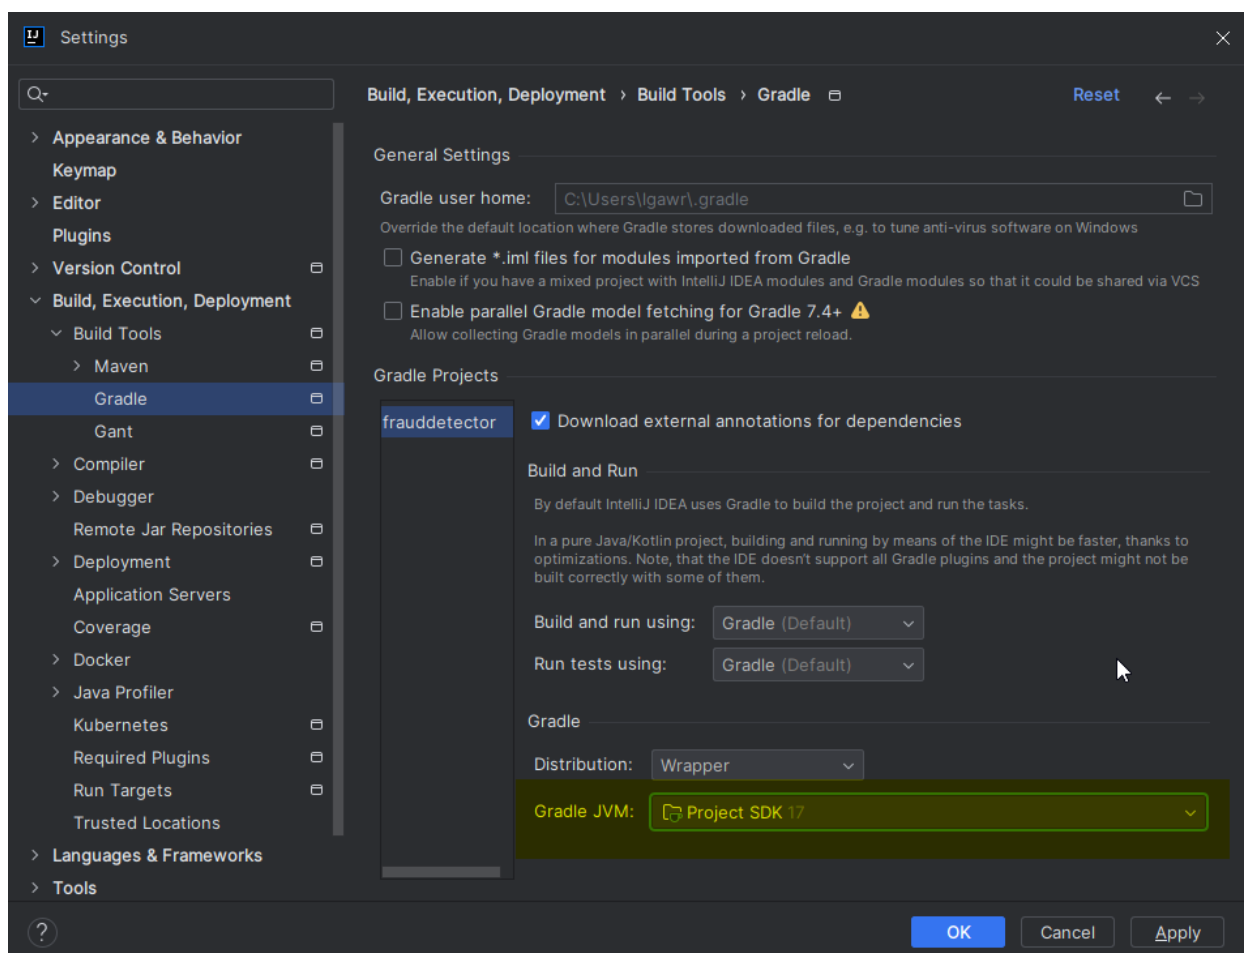 Settings
Build, Execution, Deployment › Build Tools › Gradle
Reset
Appearance & Behavior
Keymap
Editor
Plugins
Version Control
Build, Execution, Deployment
Build Tools
Maven
Gradle
Gant
Compiler
Debugger
Remote Jar Repositories
Deployment
Application Servers
Coverage
Docker
Java Profiler
Kubernetes
Required Plugins
Run Targets
Trusted Locations
Languages & Frameworks
Tools
General Settings
Gradle user home: C:\Users\lgawr\.gradle
Override the default location where Gradle stores downloaded files, e.g. to tune anti-virus software on Windows
Generate *.iml files for modules imported from Gradle
Enable if you have a mixed project with IntelliJ IDEA modules and Gradle modules so that it could be shared via VCS
Enable parallel Gradle model fetching for Gradle 7.4+
Allow collecting Gradle models in parallel during a project reload.
Gradle Projects
frauddetector
Download external annotations for dependencies
Build and Run
By default IntelliJ IDEA uses Gradle to build the project and run the tasks.
In a pure Java/Kotlin project, building and running by means of the IDE might be faster, thanks to
optimizations. Note, that the IDE doesn't support all Gradle plugins and the project might not be
built correctly with some of them.
Build and run using: Gradle (Default)
Run tests using: Gradle (Default)
Gradle
Distribution: Wrapper
Gradle JVM: Project SDK 17
?
OK
Cancel
Apply